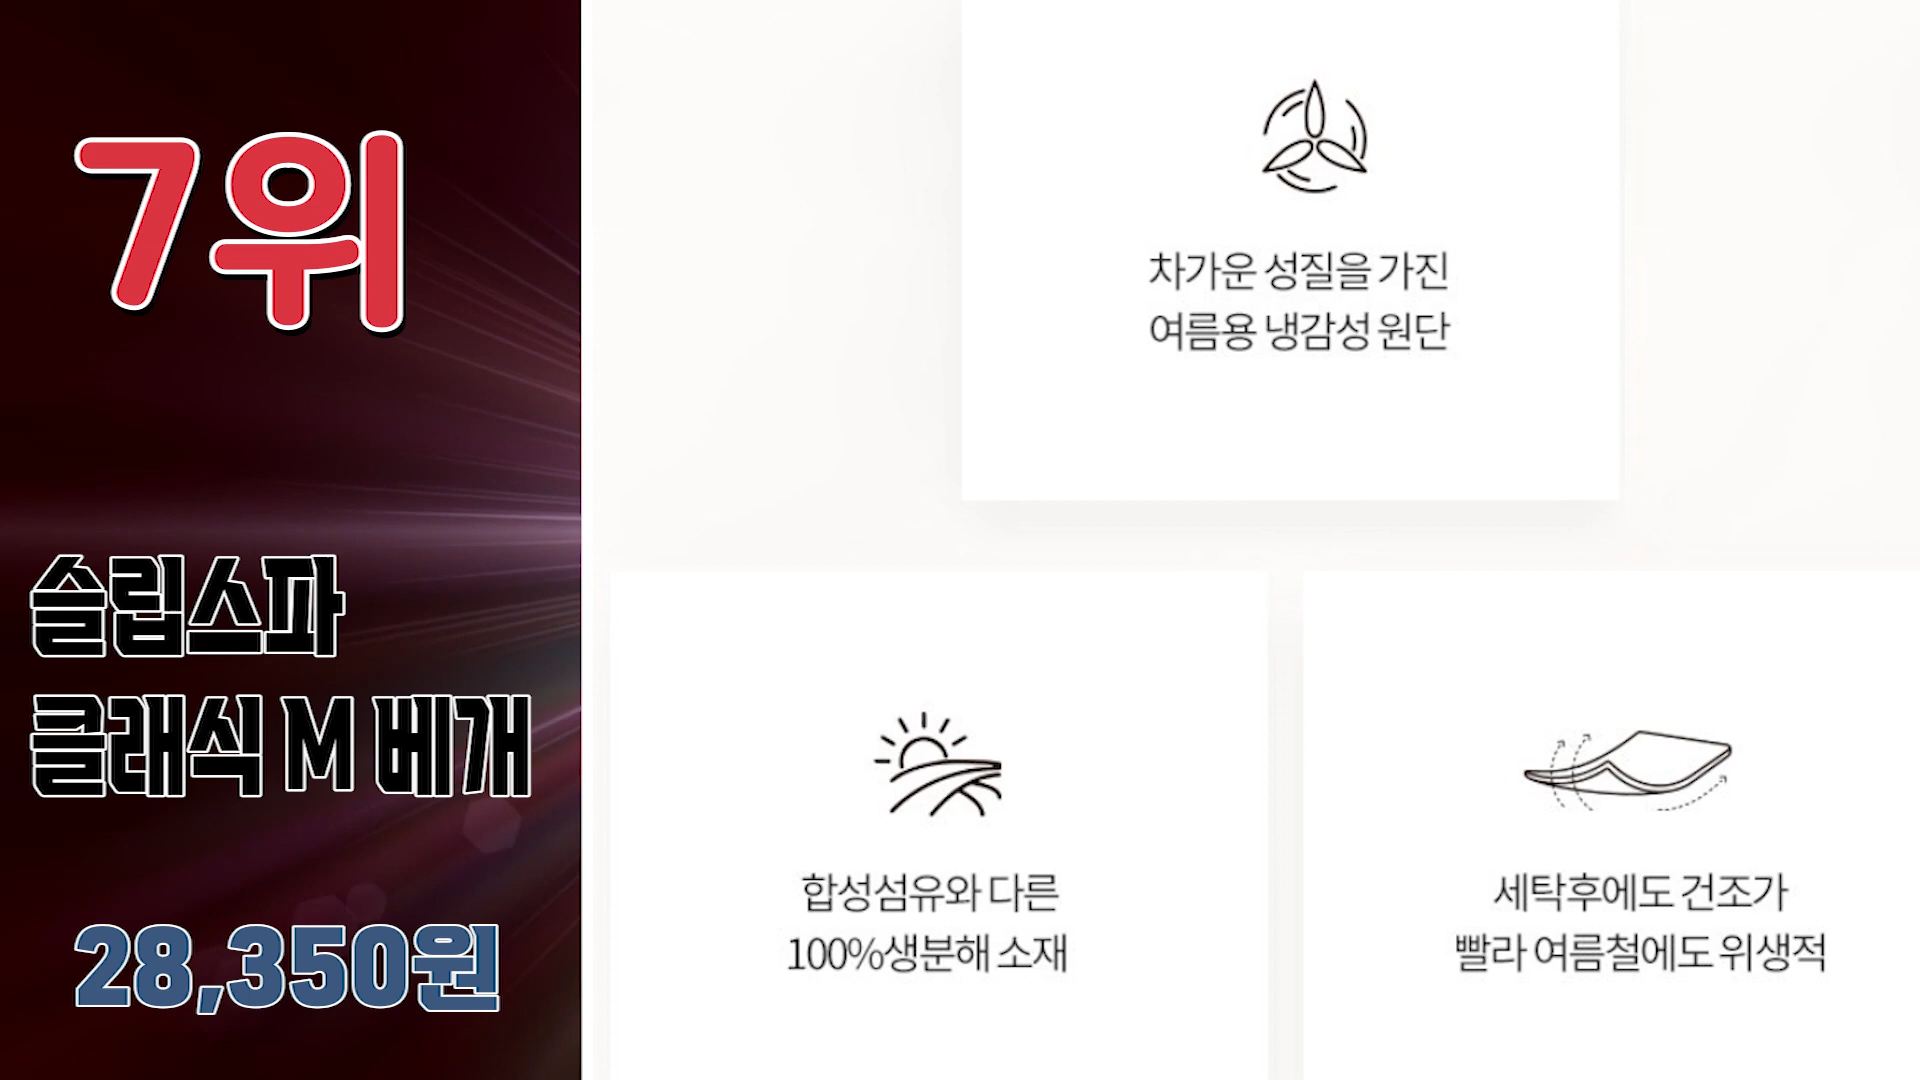 7위
슬립스파
클래식 M 베개
28,350원
차가운 성질을 가진
여름용 냉감성 원단
합성섬유와 다른
100%생분해 소재
세탁후에도 건조가
빨라 여름철에도 위생적